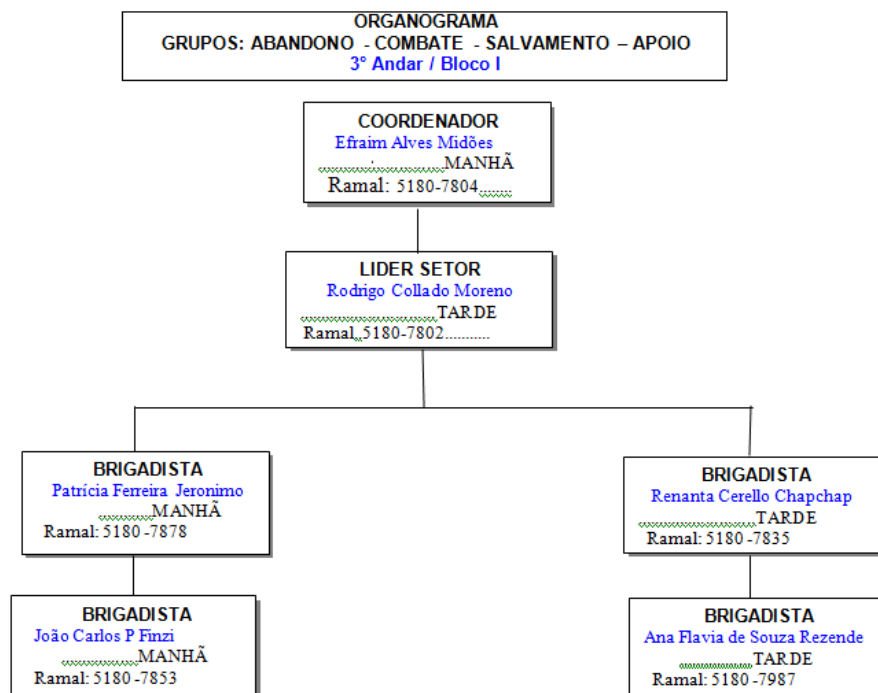 ORGANOGRAMA
GRUPOS: ABANDONO - COMBATE - SALVAMENTO – APOIO
3° Andar / Bloco I
COORDENADOR
Efraim Alves Midões
......................................MANHÃ
Ramal: 5180-7804.........
LIDER SETOR
Rodrigo Collado Moreno
......................................TARDE
Ramal..5180-7802...........
BRIGADISTA
Patrícia Ferreira Jeronimo
...............MANHÃ
Ramal: 5180 -7878
BRIGADISTA
Renanta Cerello Chapchap
................................TARDE
Ramal: 5180 -7835
BRIGADISTA
João Carlos P Finzi
.....................MANHÃ
Ramal: 5180 -7853
BRIGADISTA
Ana Flavia de Souza Rezende
....................TARDE
Ramal: 5180 -7987